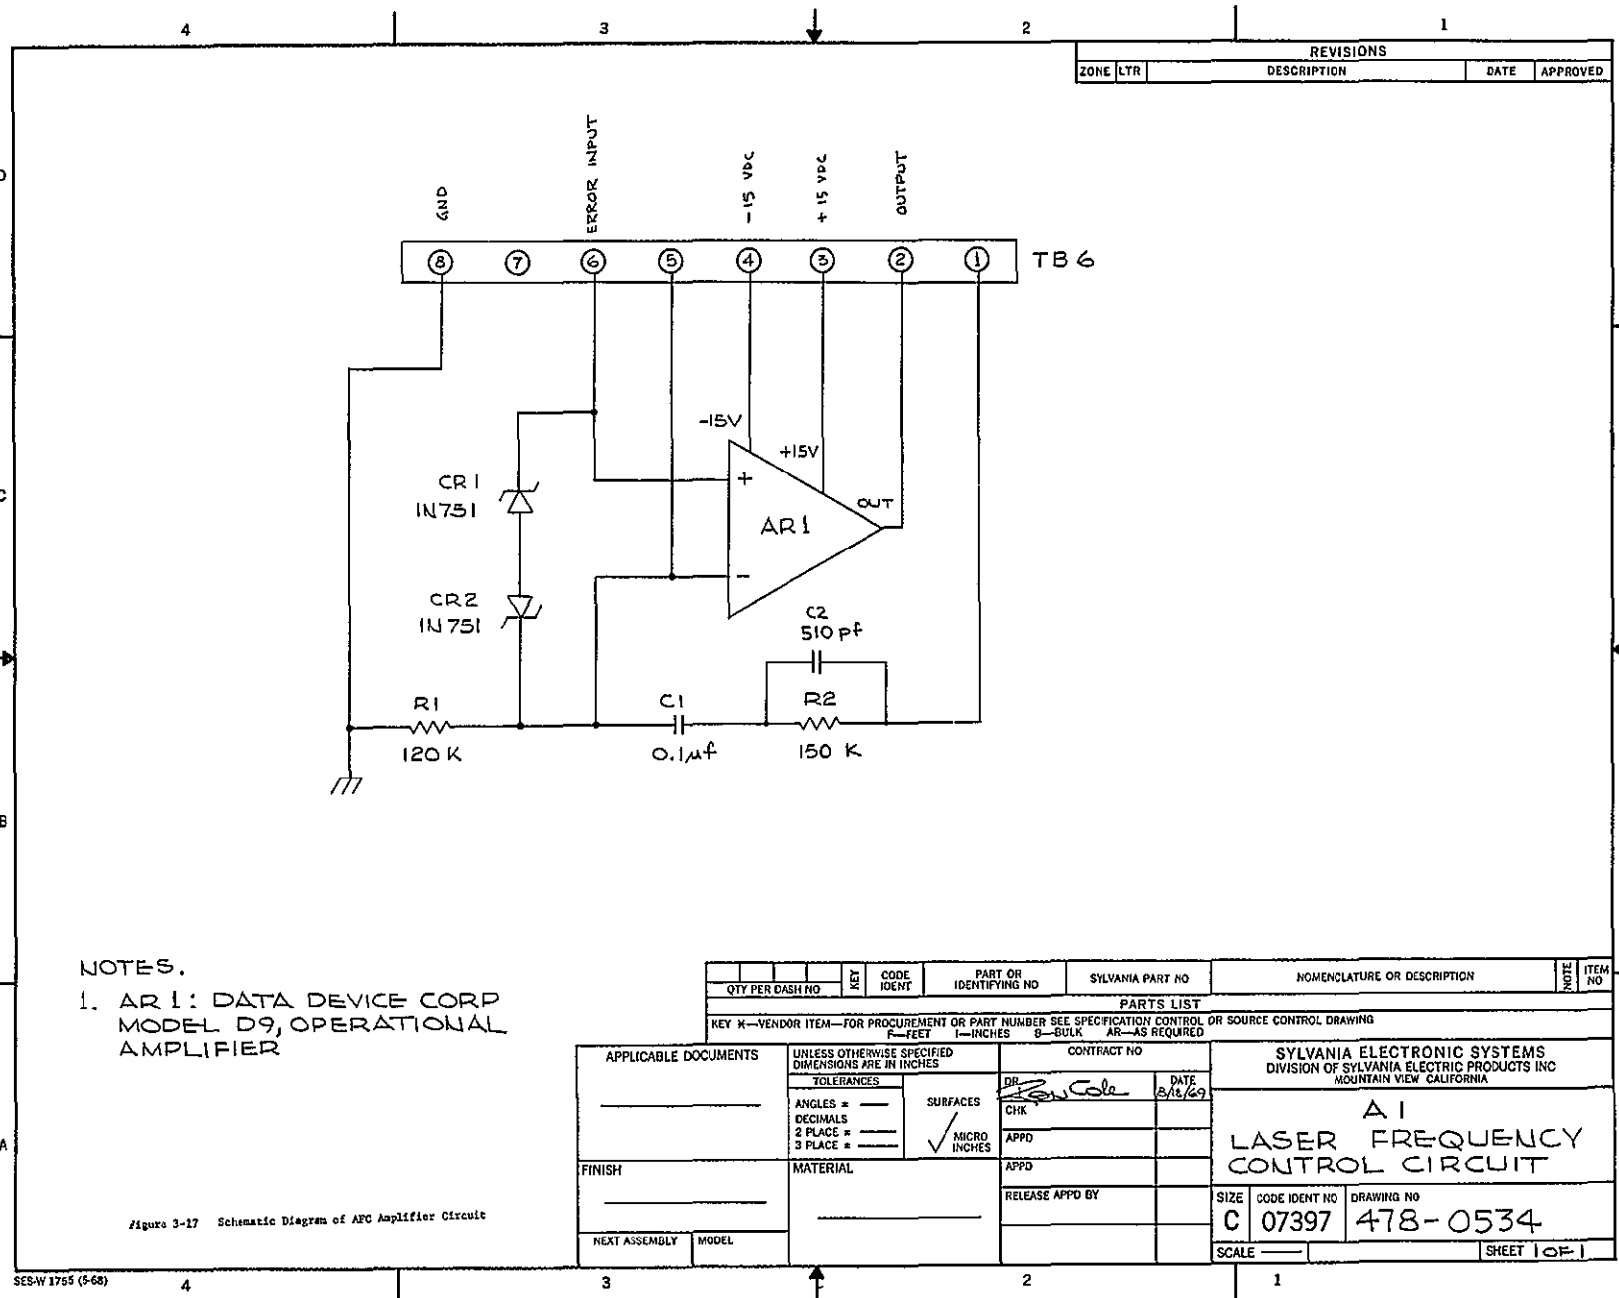 4
3
2
1
REVISIONS
ZONE LTR DESCRIPTION DATE APPROVED
D
GND
ERROR INPUT
-15 VDC
+15 VDC
OUTPUT
8 7 6 5 4 3 2 1 TB6
-15V
+15V
C
CR1
1N751
+
OUT
AR1
-
CR2
1N751
C2
510 pf
R1
C1
R2
120 K
0.1μf
150 K
B
NOTES.
1. AR1: DATA DEVICE CORP
MODEL D9, OPERATIONAL
AMPLIFIER
QTY PER DASH NO KEY CODE IDENT PART OR IDENTIFYING NO SYLVANIA PART NO NOMENCLATURE OR DESCRIPTION NOTE ITEM NO
PARTS LIST
KEY X—VENDOR ITEM—FOR PROCUREMENT OR PART NUMBER SEE SPECIFICATION CONTROL OR SOURCE CONTROL DRAWING
F—FEET I—INCHES B—BULK AR—AS REQUIRED
APPLICABLE DOCUMENTS
UNLESS OTHERWISE SPECIFIED
DIMENSIONS ARE IN INCHES
TOLERANCES
ANGLES ±
DECIMALS
2 PLACE ±
3 PLACE ±
SURFACES
MICRO
INCHES
CONTRACT NO
DR Ron Cole DATE 8/18/69
CHK
APPD
APPD
RELEASE APPD BY
SYLVANIA ELECTRONIC SYSTEMS
DIVISION OF SYLVANIA ELECTRIC PRODUCTS INC
MOUNTAIN VIEW CALIFORNIA
A
A1
LASER FREQUENCY
CONTROL CIRCUIT
FINISH
MATERIAL
SIZE CODE IDENT NO DRAWING NO
C 07397 478-0534
NEXT ASSEMBLY MODEL
SCALE
SHEET 1 OF 1
Figure 3-17 Schematic Diagram of AFC Amplifier Circuit
SES-W 1755 (5-68)
4
3
2
1